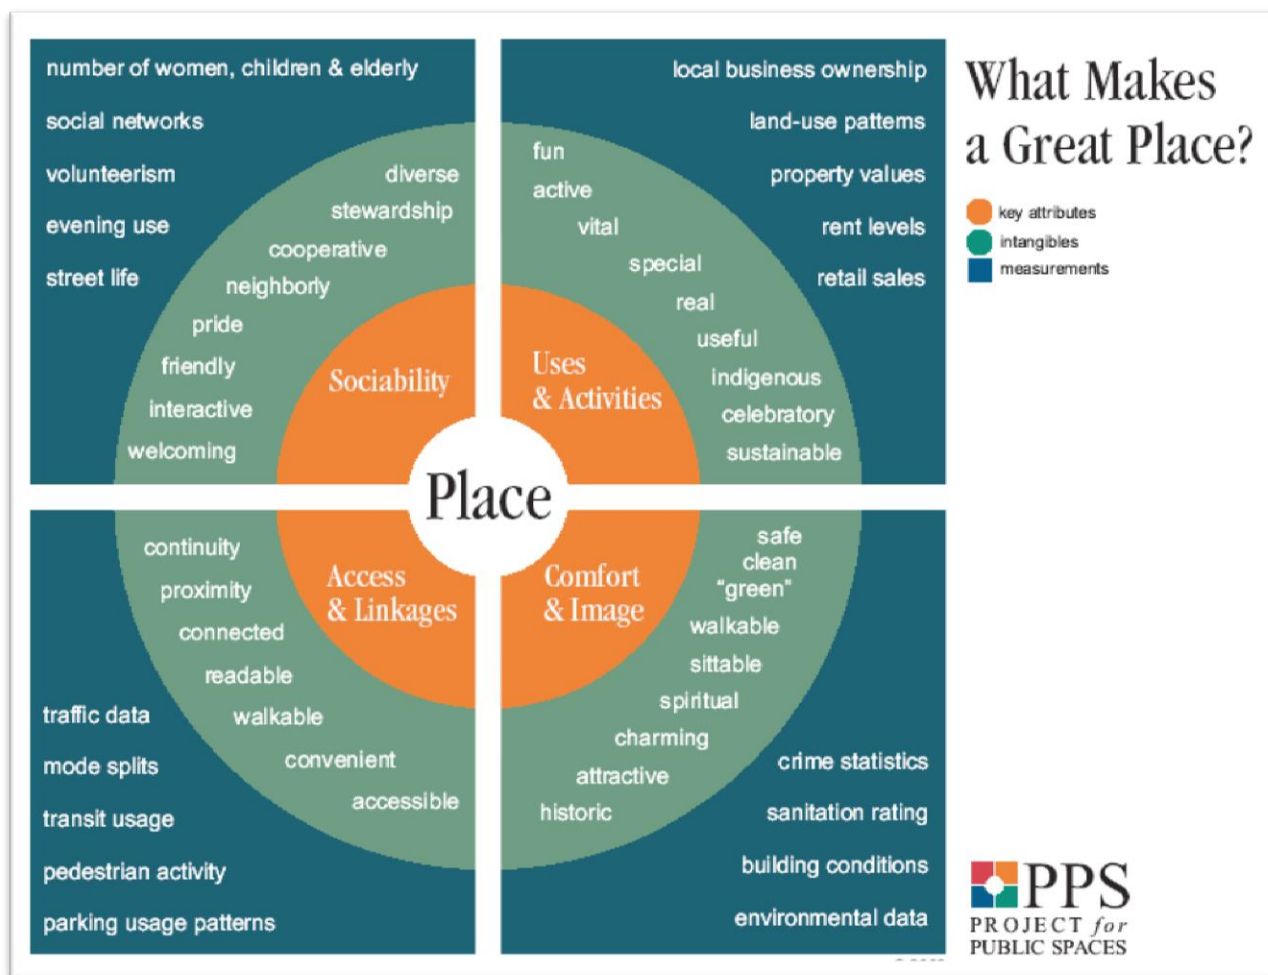 What Makes
a Great Place?
key attributes
intangibles
measurements
number of women, children & elderly
social networks
volunteerism
evening use
street life
diverse
stewardship
cooperative
neighborly
pride
friendly
interactive
welcoming
Sociability
local business ownership
land-use patterns
property values
rent levels
retail sales
fun
active
vital
special
real
useful
indigenous
celebratory
sustainable
Uses
& Activities
Place
continuity
proximity
connected
readable
walkable
convenient
accessible
Access
& Linkages
traffic data
mode splits
transit usage
pedestrian activity
parking usage patterns
Comfort
& Image
safe
clean
“green”
walkable
sittable
spiritual
charming
attractive
historic
crime statistics
sanitation rating
building conditions
environmental data
PPS
PROJECT for
PUBLIC SPACES